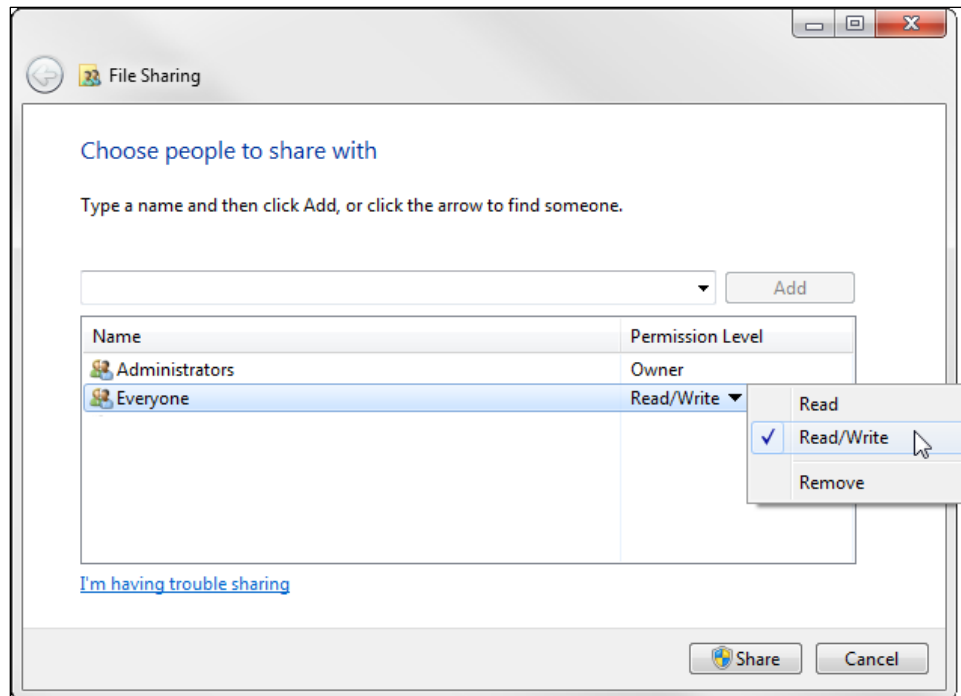 File Sharing
Choose people to share with
Type a name and then click Add, or click the arrow to find someone.
Add
Name Permission Level
Administrators Owner
Everyone Read/Write
Read
Read/Write
Remove
I'm having trouble sharing
Share Cancel